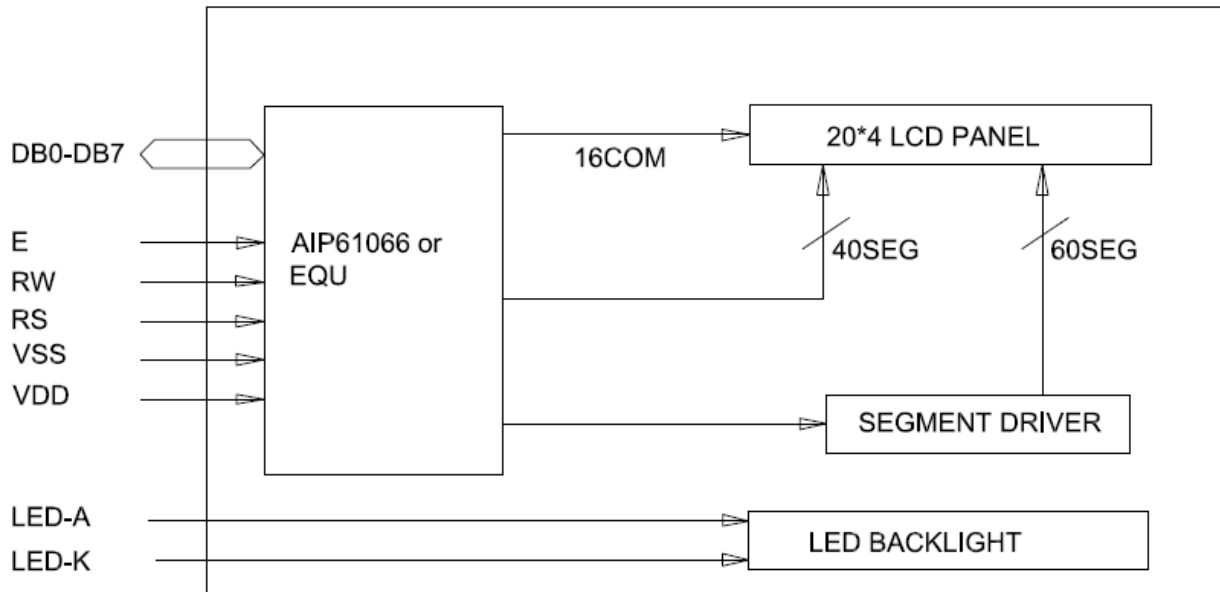 DB0-DB7
E
RW
RS
VSS
VDD
LED-A
LED-K
AIP61066 or
EQU
16COM
20*4 LCD PANEL
40SEG
60SEG
SEGMENT DRIVER
LED BACKLIGHT